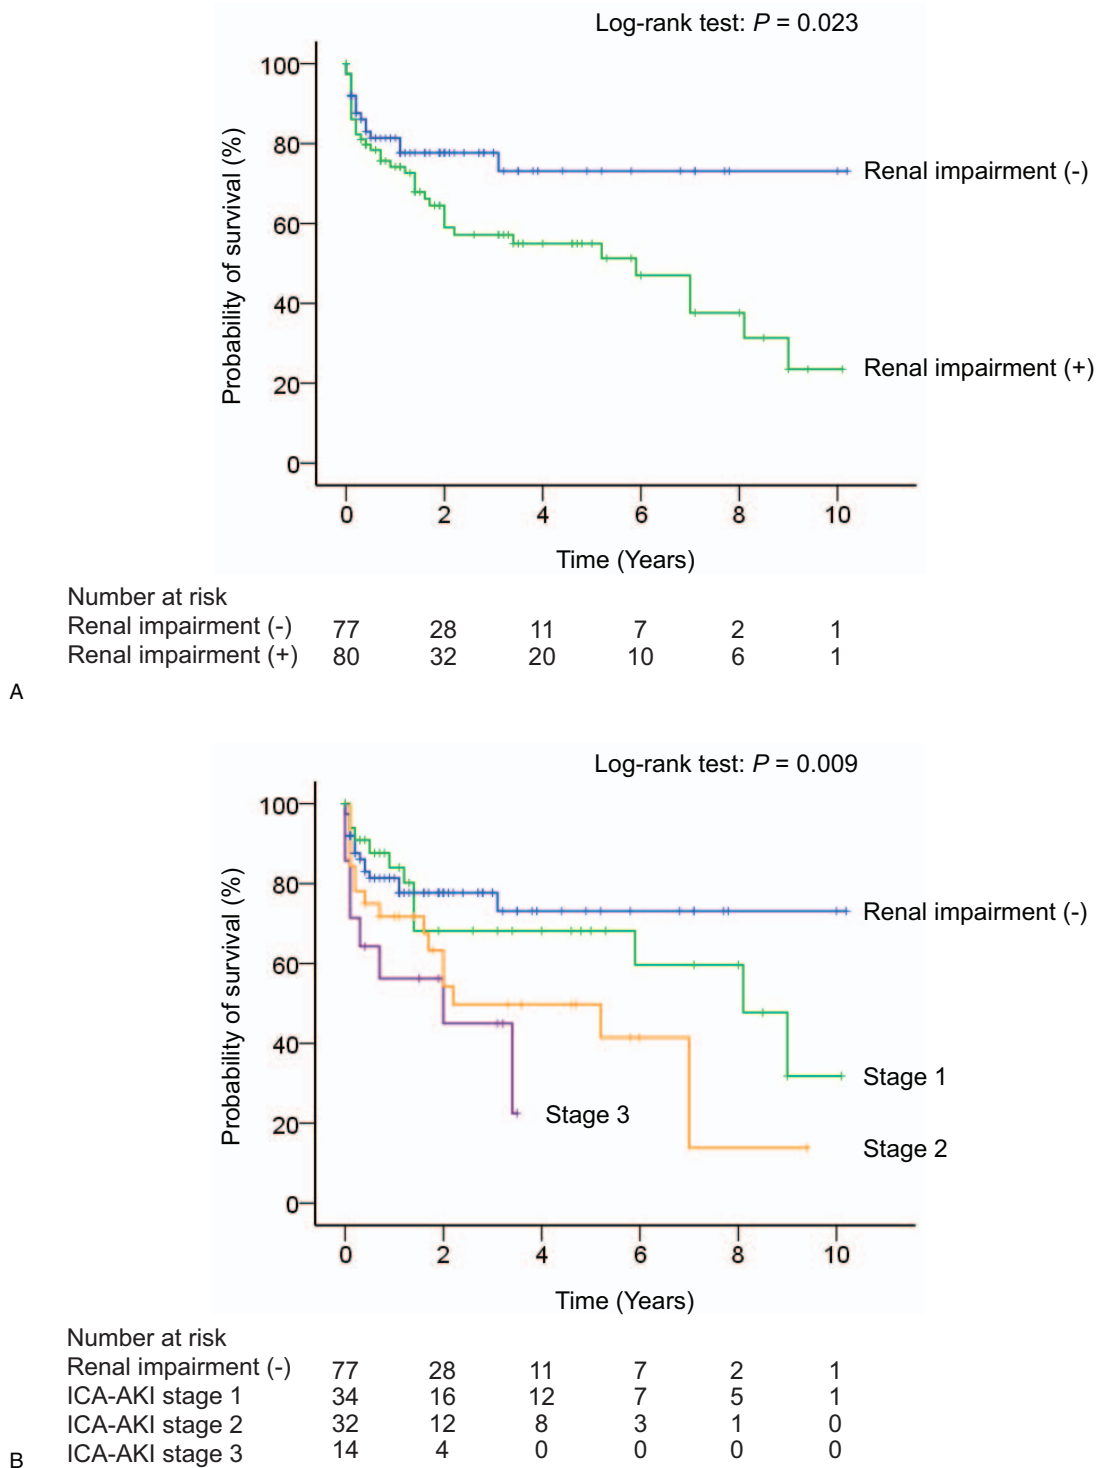 Log-rank test: P = 0.023
100
80
60
40
20
0
Probability of survival (%)
Renal impairment (-)
Renal impairment (+)
0 2 4 6 8 10
Time (Years)
Number at risk
Renal impairment (-) 77 28 11 7 2 1
Renal impairment (+) 80 32 20 10 6 1
A
Log-rank test: P = 0.009
100
80
60
40
20
0
Probability of survival (%)
Renal impairment (-)
Stage 1
Stage 3
Stage 2
0 2 4 6 8 10
Time (Years)
Number at risk
Renal impairment (-) 77 28 11 7 2 1
ICA-AKI stage 1 34 16 12 7 5 1
ICA-AKI stage 2 32 12 8 3 1 0
ICA-AKI stage 3 14 4 0 0 0 0
B